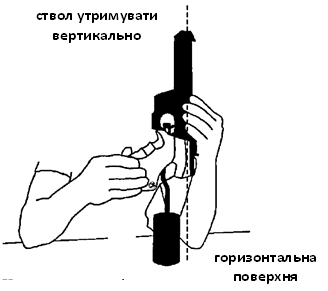 ствол утримувати
вертикально
горизонтальна
поверхня